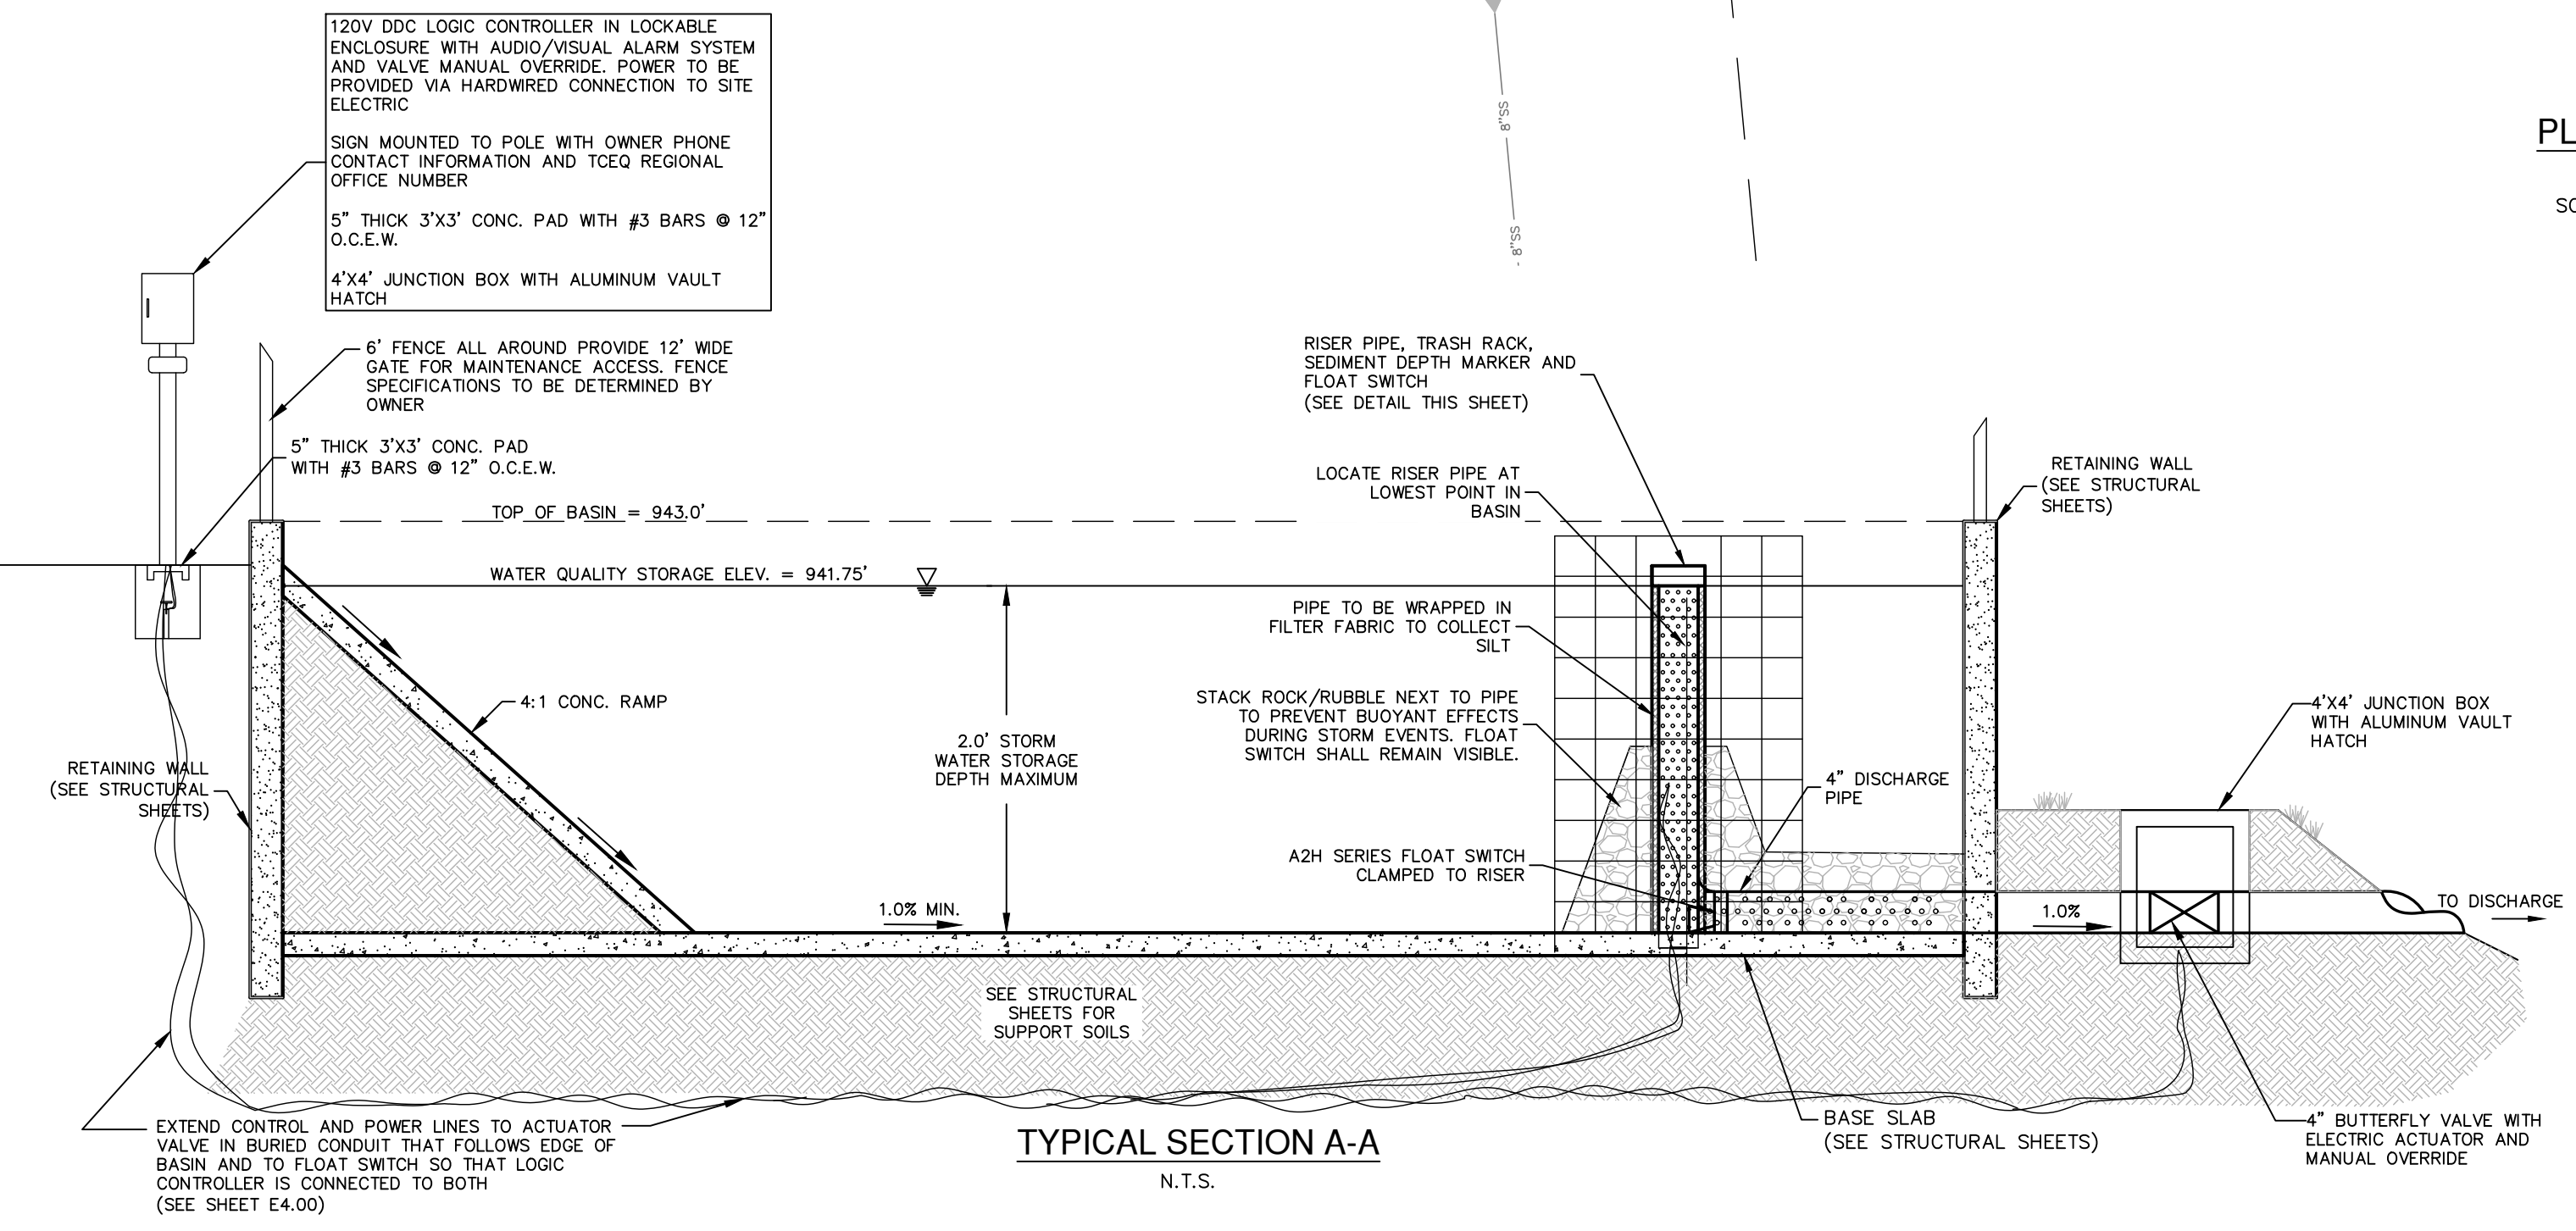 120V DDC LOGIC CONTROLLER IN LOCKABLE
ENCLOSURE WITH AUDIO/VISUAL ALARM SYSTEM
AND VALVE MANUAL OVERRIDE. POWER TO BE
PROVIDED VIA HARDWIRED CONNECTION TO SITE
ELECTRIC
SIGN MOUNTED TO POLE WITH OWNER PHONE
CONTACT INFORMATION AND TCEQ REGIONAL
OFFICE NUMBER
5" THICK 3'X3' CONC. PAD WITH #3 BARS @ 12"
O.C.E.W.
4'X4' JUNCTION BOX WITH ALUMINUM VAULT
HATCH
8"SS
8"SS
PL
SC
6' FENCE ALL AROUND PROVIDE 12' WIDE
GATE FOR MAINTENANCE ACCESS. FENCE
SPECIFICATIONS TO BE DETERMINED BY
OWNER
5" THICK 3'X3' CONC. PAD
WITH #3 BARS @ 12" O.C.E.W.
TOP OF BASIN = 943.0'
WATER QUALITY STORAGE ELEV. = 941.75'
RISER PIPE, TRASH RACK,
SEDIMENT DEPTH MARKER AND
FLOAT SWITCH
(SEE DETAIL THIS SHEET)
LOCATE RISER PIPE AT
LOWEST POINT IN
BASIN
RETAINING WALL
(SEE STRUCTURAL
SHEETS)
PIPE TO BE WRAPPED IN
FILTER FABRIC TO COLLECT
SILT
4:1 CONC. RAMP
STACK ROCK/RUBBLE NEXT TO PIPE
TO PREVENT BUOYANT EFFECTS
DURING STORM EVENTS. FLOAT
SWITCH SHALL REMAIN VISIBLE.
2.0' STORM
WATER STORAGE
DEPTH MAXIMUM
4'X4' JUNCTION BOX
WITH ALUMINUM VAULT
HATCH
RETAINING WALL
(SEE STRUCTURAL
SHEETS)
4" DISCHARGE
PIPE
A2H SERIES FLOAT SWITCH
CLAMPED TO RISER
1.0% MIN.
1.0%
TO DISCHARGE
SEE STRUCTURAL
SHEETS FOR
SUPPORT SOILS
EXTEND CONTROL AND POWER LINES TO ACTUATOR
VALVE IN BURIED CONDUIT THAT FOLLOWS EDGE OF
BASIN AND TO FLOAT SWITCH SO THAT LOGIC
CONTROLLER IS CONNECTED TO BOTH
(SEE SHEET E4.00)
BASE SLAB
(SEE STRUCTURAL SHEETS)
4" BUTTERFLY VALVE WITH
ELECTRIC ACTUATOR AND
MANUAL OVERRIDE
TYPICAL SECTION A-A
N.T.S.